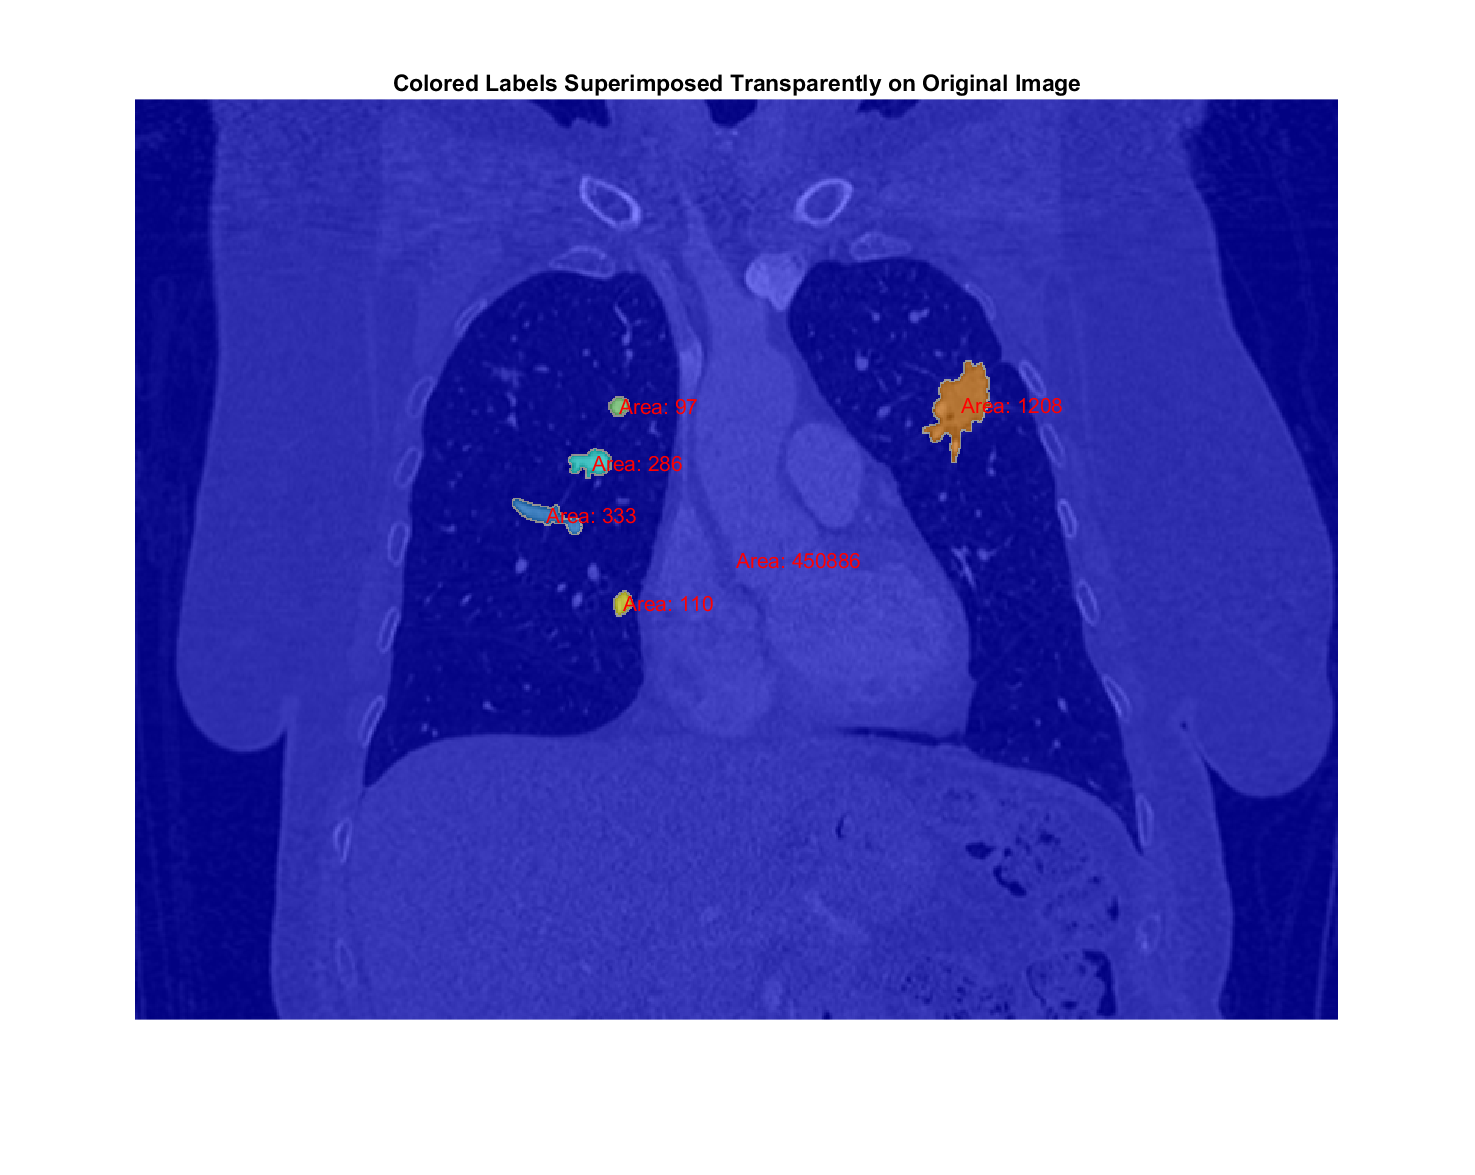 Colored Labels Superimposed Transparently on Original Image
Area: 97
Area: 1208
Area: 286
Area: 333
Area: 450886
Area: 110